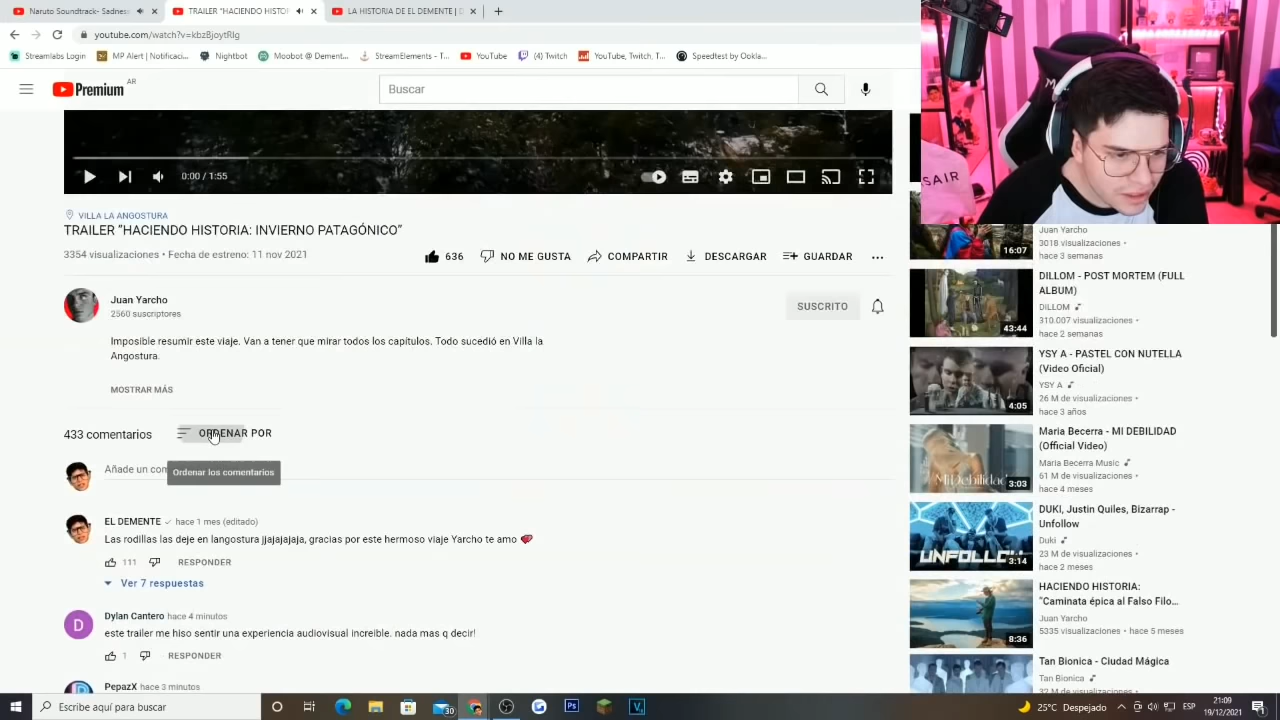 Naruto Soundtrack- Sadnes
TRAILER "HACIENDO HISTOR
LA HISTORIA DE EL DEMENTE | D
youtube.com/watch?v=kbzBjoytRlg
Streamlabs Login
MP Alert | Notificaci...
Nightbot
Moobot de Demente...
StreamElements - T...
YouTube
(4) Twitch
YouTube, Twitch, T...
Speedtest by Ookla...
Premium
AR
Buscar
0:00 / 1:55
SAIR
VILLA LA ANGOSTURA
TRAILER "HACIENDO HISTORIA: INVIERNO PATAGÓNICO"
3354 visualizaciones • Fecha de estreno: 11 nov 2021
636
NO ME GUSTA
COMPARTIR
DESCARGAR
GUARDAR
Juan Yarcho
2560 suscriptores
SUSCRITO
Imposible resumir este viaje. Van a tener que mirar todos los capítulos. Todo sucedió en Villa la
Angostura.
MOSTRAR MÁS
433 comentarios
ORDENAR POR
Añade un com
Ordenar los comentarios
EL DEMENTE hace 1 mes (editado)
Las rodillas las deje en langostura jjajajajaja, gracias por este hermoso viaje Yarcho te amo
111
RESPONDER
Ver 7 respuestas
D
Dylan Cantero hace 4 minutos
este trailer me hiso sentir una experiencia audiovisual increible. nada mas q decir!
1
RESPONDER
PepazX hace 3 minutos
Juan Yarcho
3018 visualizaciones •
hace 3 semanas
16:07
DILLOM - POST MORTEM (FULL
ALBUM)
DILLOM
310.007 visualizaciones •
hace 2 semanas
43:44
YSY A - PASTEL CON NUTELLA
(Video Oficial)
YSY A
26 M de visualizaciones •
hace 3 años
4:05
Maria Becerra - MI DEBILIDAD
(Official Video)
Maria Becerra Music
61 M de visualizaciones •
hace 4 meses
Mi Debilidad
3:03
DUKI, Justin Quiles, Bizarrap -
Unfollow
Duki
23 M de visualizaciones •
hace 2 meses
UNFOLLOW
3:14
HACIENDO HISTORIA:
"Caminata épica al Falso Filo...
Juan Yarcho
5335 visualizaciones • hace 5 meses
8:36
Tan Bionica - Ciudad Mágica
Tan Bionica
32 M de visualizaciones •
Escribe aquí para buscar
30
25°C
ESP
21:09
19/12/2021